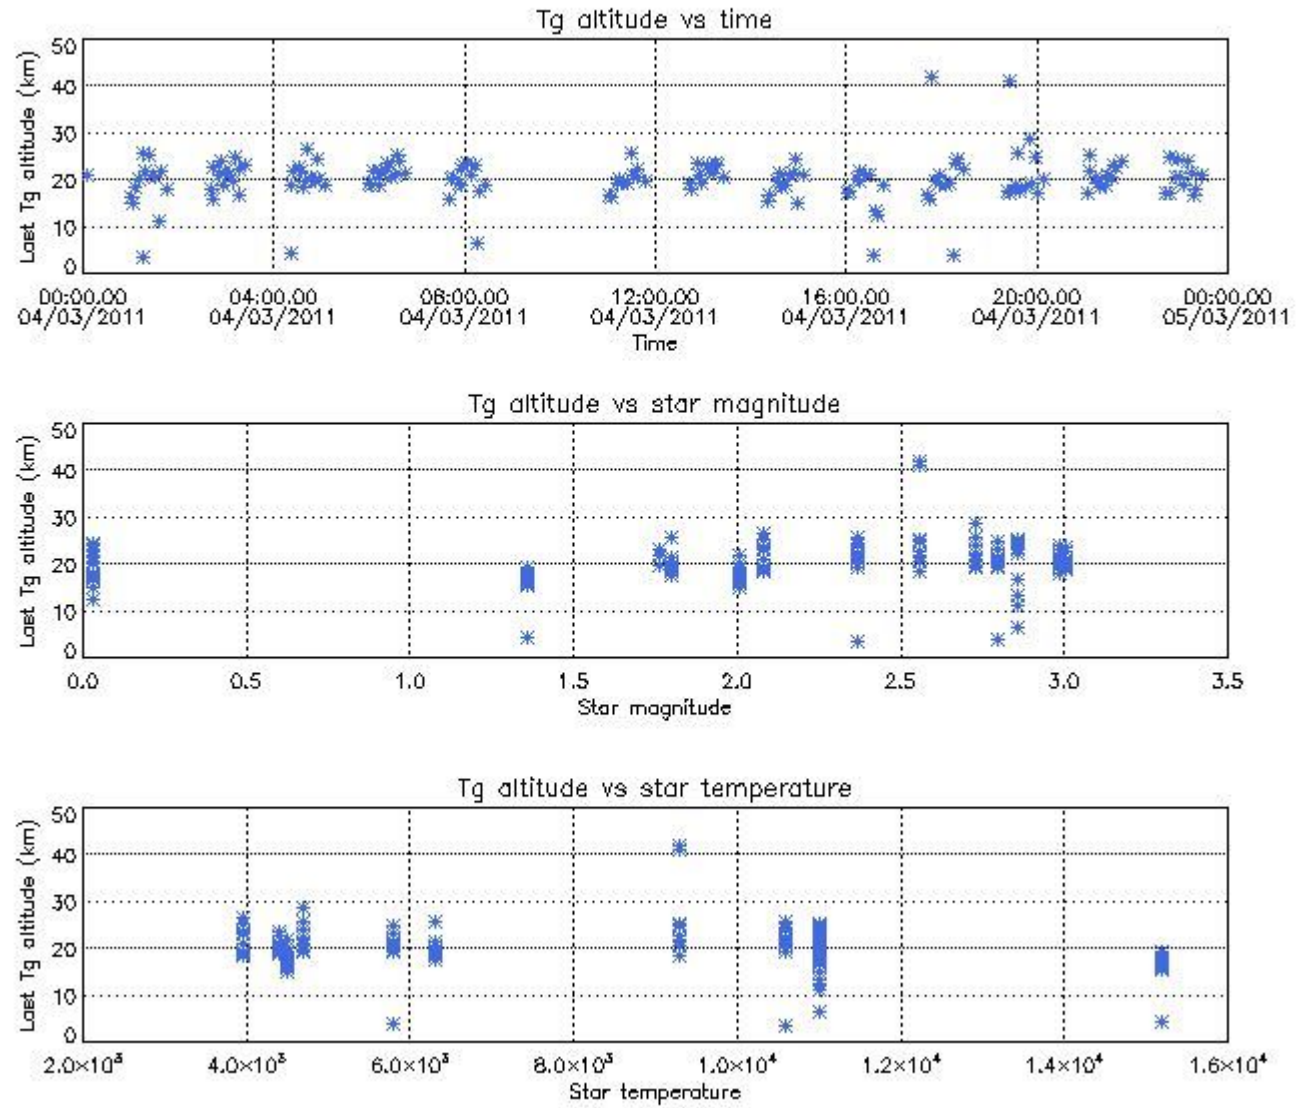 Tg altitude vs time
Last Tg altitude (km)
50
40
30
20
10
0
00:00.00 04:00.00 08:00.00 12:00.00 16:00.00 20:00.00 00:00.00
04/03/2011 04/03/2011 04/03/2011 04/03/2011 04/03/2011 04/03/2011 05/03/2011
Time
Tg altitude vs star magnitude
Last Tg altitude (km)
50
40
30
20
10
0
0.0 0.5 1.0 1.5 2.0 2.5 3.0 3.5
Star magnitude
Tg altitude vs star temperature
Last Tg altitude (km)
50
40
30
20
10
0
2.0×10³ 4.0×10³ 6.0×10³ 8.0×10³ 1.0×10⁴ 1.2×10⁴ 1.4×10⁴ 1.6×10⁴
Star temperature